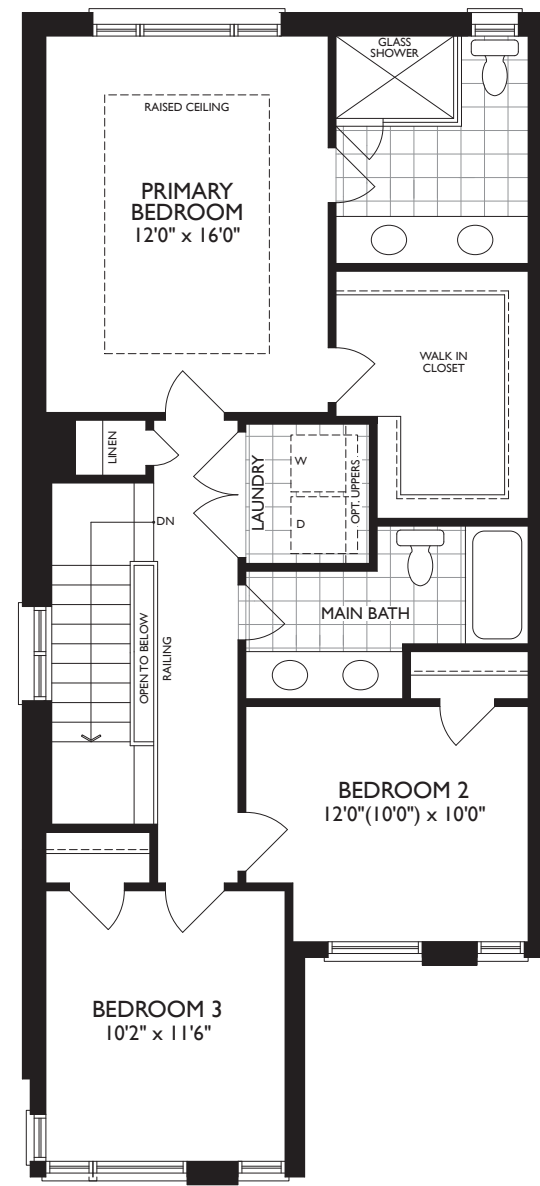 GLASS
SHOWER
RAISED CEILING
PRIMARY
BEDROOM
12'0" x 16'0"
WALK IN
CLOSET
LINEN
LAUNDRY
W
D
OPT. UPPERS
DN
OPEN TO BELOW
RAILING
MAIN BATH
BEDROOM 2
12'0"(10'0") x 10'0"
BEDROOM 3
10'2" x 11'6"